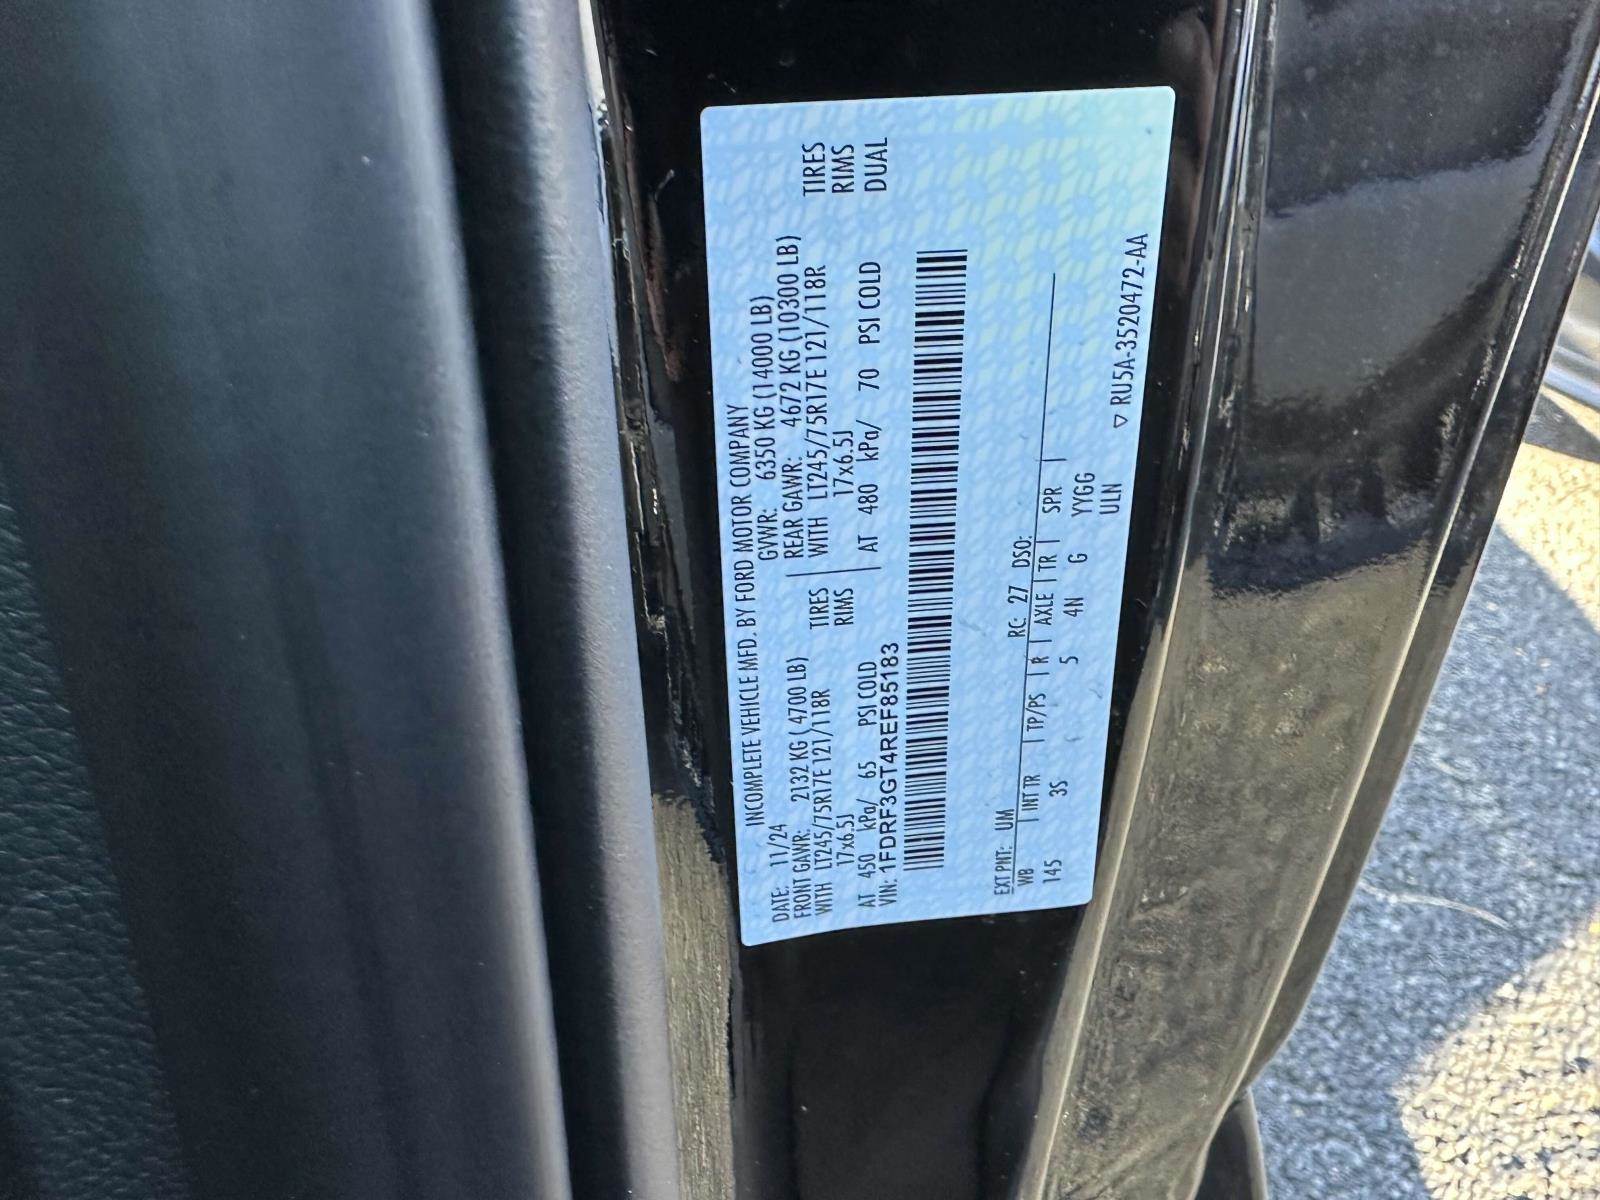 INCOMPLETE VEHICLE MFD. BY FORD MOTOR COMPANY
DATE: 11/24 GVWR: 6350 KG (14000 LB)
FRONT GAWR: 2132 KG (4700 LB) REAR GAWR: 4672 KG (10300 LB)
WITH LT245/75R17E 121/118R TIRES WITH LT245/75R17E 121/118R TIRES
17x6.5J RIMS 17x6.5J RIMS
AT 450 kPa/ 65 PSI COLD AT 480 kPa/ 70 PSI COLD DUAL
VIN: 1FDRF3GT4REF85183
EXT PNT: UM RC: 27 DSO:
WB | INT TR | TP/PS | R | AXLE | TR | SPR |
145 3S 5 4N G YYGG
ULN
▽ RU5A-3520472-AA